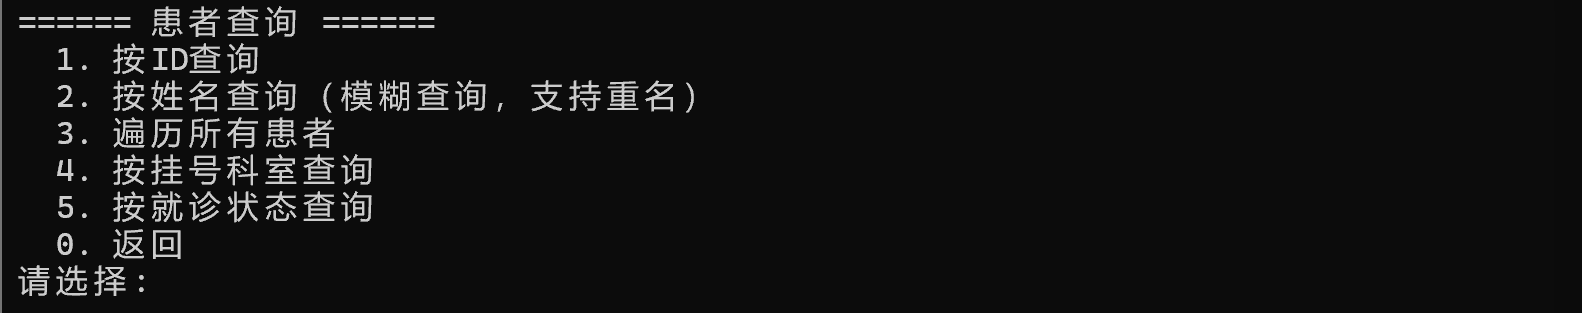 ====== 患者查询 ======
1. 按ID查询
2. 按姓名查询（模糊查询, 支持重名）
3. 遍历所有患者
4. 按挂号科室查询
5. 按就诊状态查询
0. 返回
请选择: